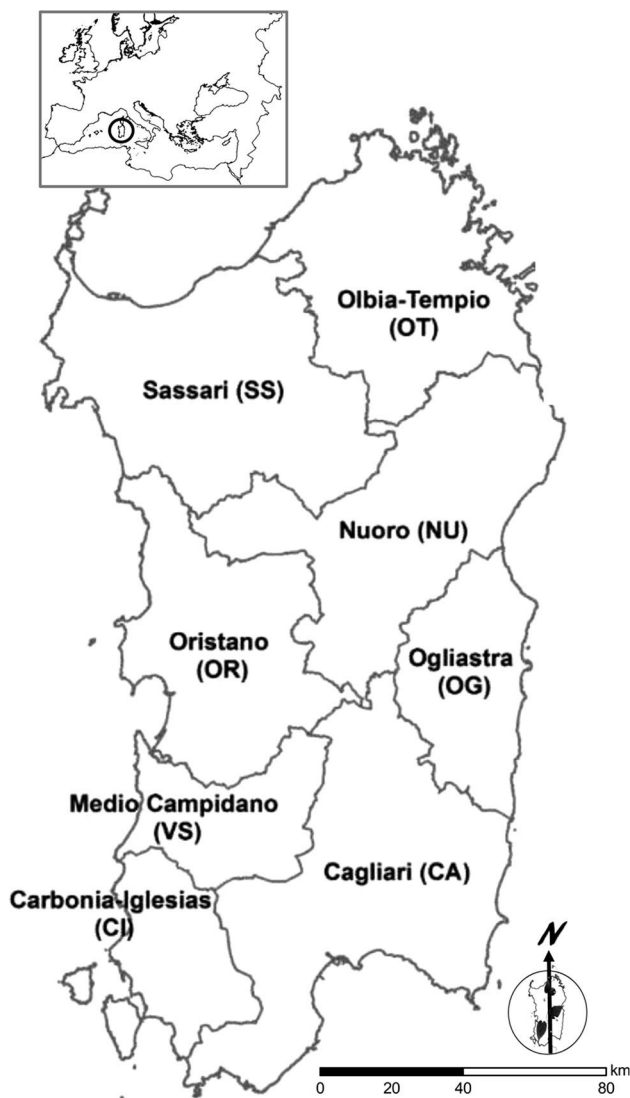 Olbia-Tempio
(OT)
Sassari (SS)
Nuoro (NU)
Oristano
(OR)
Ogliastra
(OG)
Medio Campidano
(VS)
Cagliari (CA)
Carbonia-Iglesias
(CI)
N
km
0 20 40 80